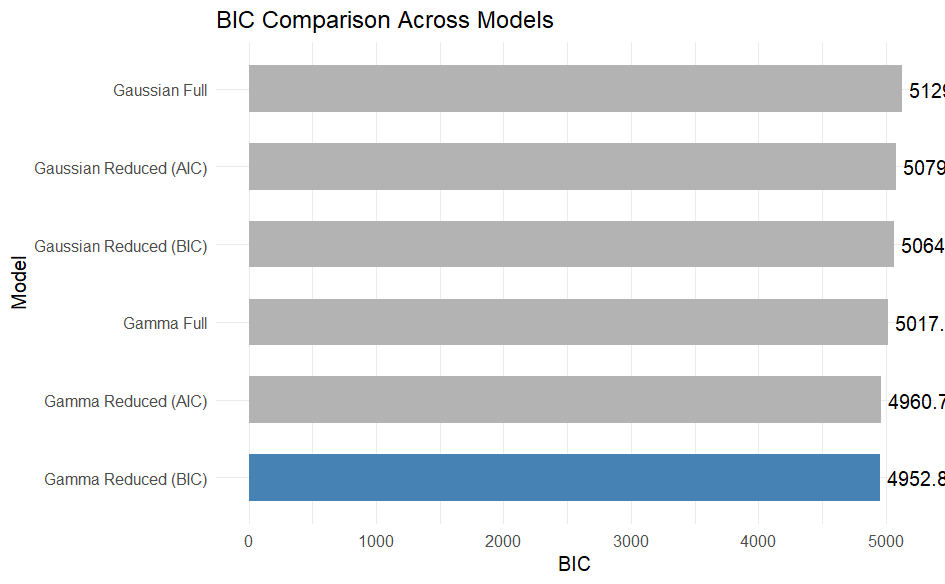 BIC Comparison Across Models
Gaussian Full
5129
Gaussian Reduced (AIC)
5079
Gaussian Reduced (BIC)
5064
Gamma Full
5017.
Gamma Reduced (AIC)
4960.7
Gamma Reduced (BIC)
4952.8
Model
0 1000 2000 3000 4000 5000
BIC